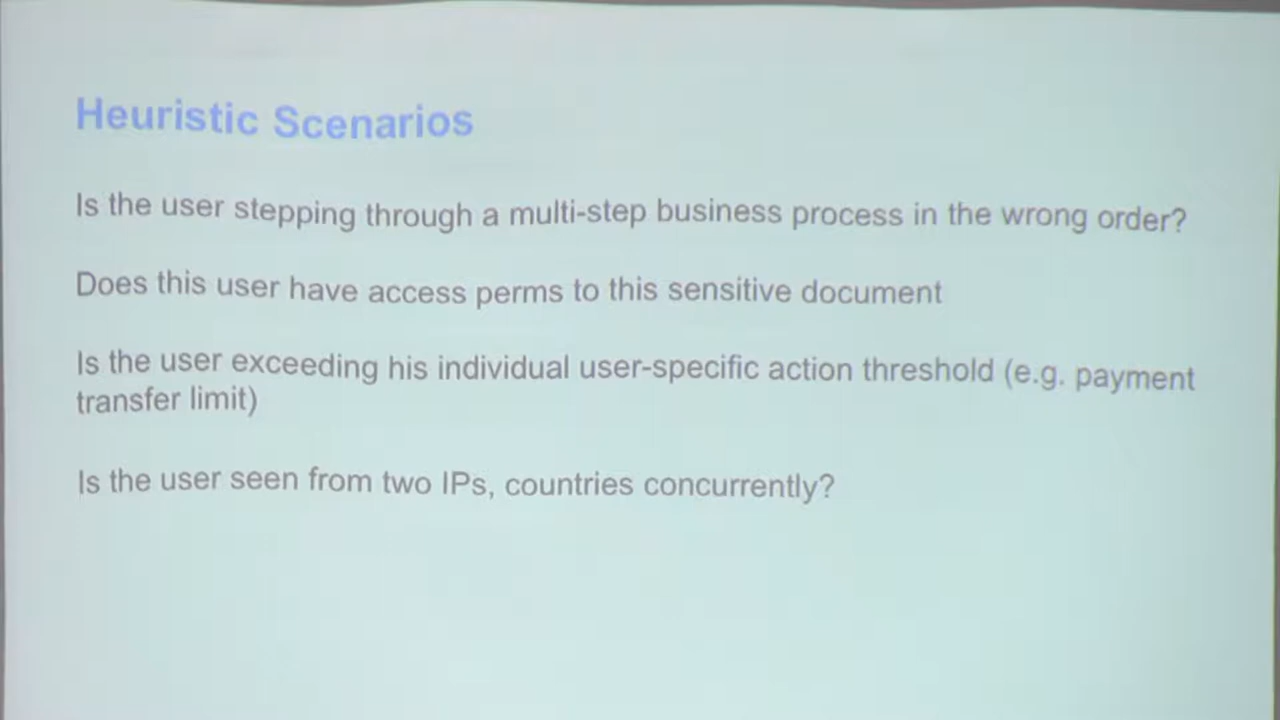 Heuristic Scenarios
Is the user stepping through a multi-step business process in the wrong order?
Does this user have access perms to this sensitive document
Is the user exceeding his individual user-specific action threshold (e.g. payment
transfer limit)
Is the user seen from two IPs, countries concurrently?